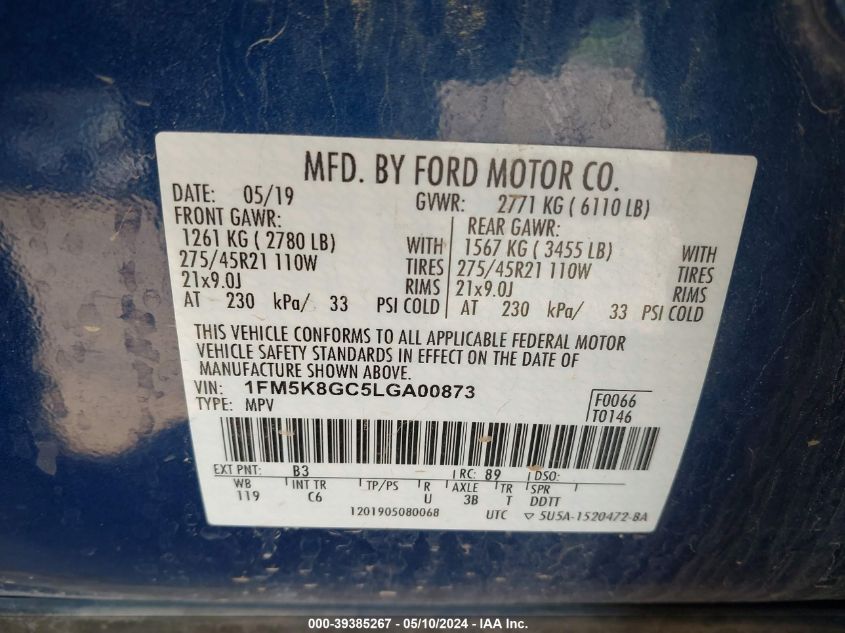 MFD. BY FORD MOTOR CO.
DATE: 05/19 GVWR: 2771 KG ( 6110 LB)
FRONT GAWR: REAR GAWR:
1261 KG ( 2780 LB) WITH 1567 KG ( 3455 LB) WITH
275/45R21 110W TIRES 275/45R21 110W TIRES
21x9.0J RIMS 21x9.0J RIMS
AT 230 kPa/ 33 PSI COLD AT 230 kPa/ 33 PSI COLD
THIS VEHICLE CONFORMS TO ALL APPLICABLE FEDERAL MOTOR
VEHICLE SAFETY STANDARDS IN EFFECT ON THE DATE OF
MANUFACTURE SHOWN ABOVE.
VIN: 1FM5K8GC5LGA00873 F0066
TYPE: MPV T0146
EXT PNT: B3 RC: 89 DSO:
WB INT TR TP/PS R AXLE TR SPR
119 C6 U 3B T DDTT
1201905080068 UTC ▽ 5U5A-1520472-BA
000-39385267 - 05/10/2024 - IAA Inc.